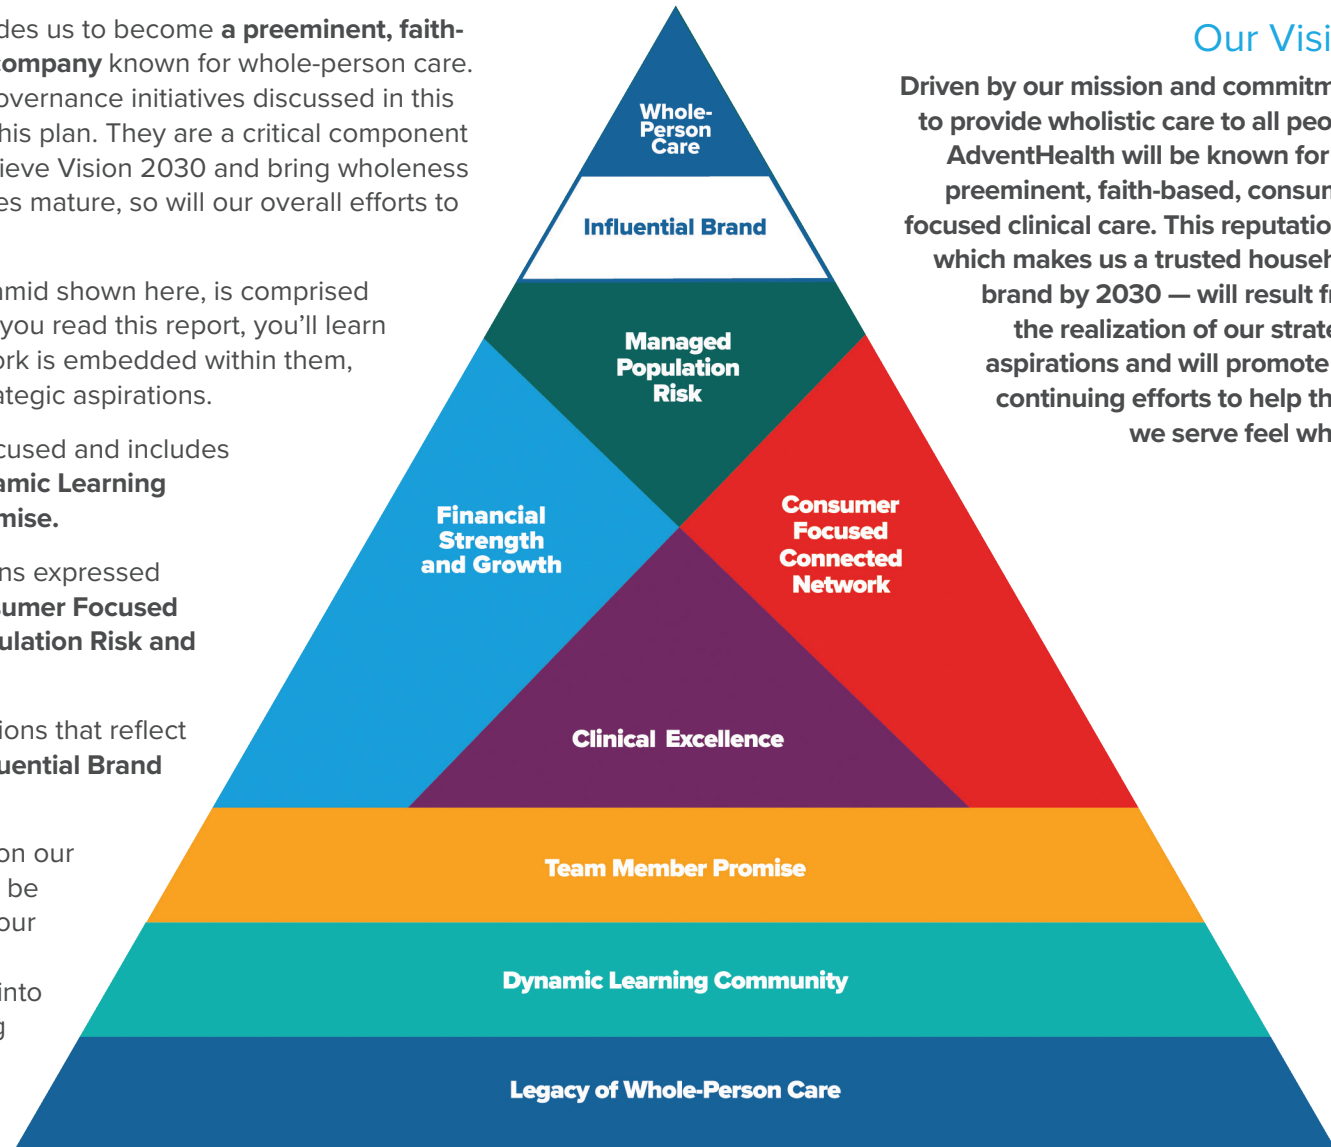 des us to become a preeminent, faith-
company known for whole-person care.
overnance initiatives discussed in this
his plan. They are a critical component
ieve Vision 2030 and bring wholeness
es mature, so will our overall efforts to
amid shown here, is comprised
you read this report, you’ll learn
ork is embedded within them,
ategic aspirations.
cused and includes
amic Learning
mise.
ns expressed
sumer Focused
pulation Risk and
tions that reflect
luential Brand
on our
be
our
into
g
Whole-
Person
Care
Influential Brand
Managed
Population
Risk
Financial
Strength
and Growth
Consumer
Focused
Connected
Network
Clinical Excellence
Team Member Promise
Dynamic Learning Community
Legacy of Whole-Person Care
Our Visi
Driven by our mission and commitm
to provide wholistic care to all peo
AdventHealth will be known for
preeminent, faith-based, consum
focused clinical care. This reputatio
which makes us a trusted househ
brand by 2030 — will result fr
the realization of our strate
aspirations and will promote
continuing efforts to help th
we serve feel wh